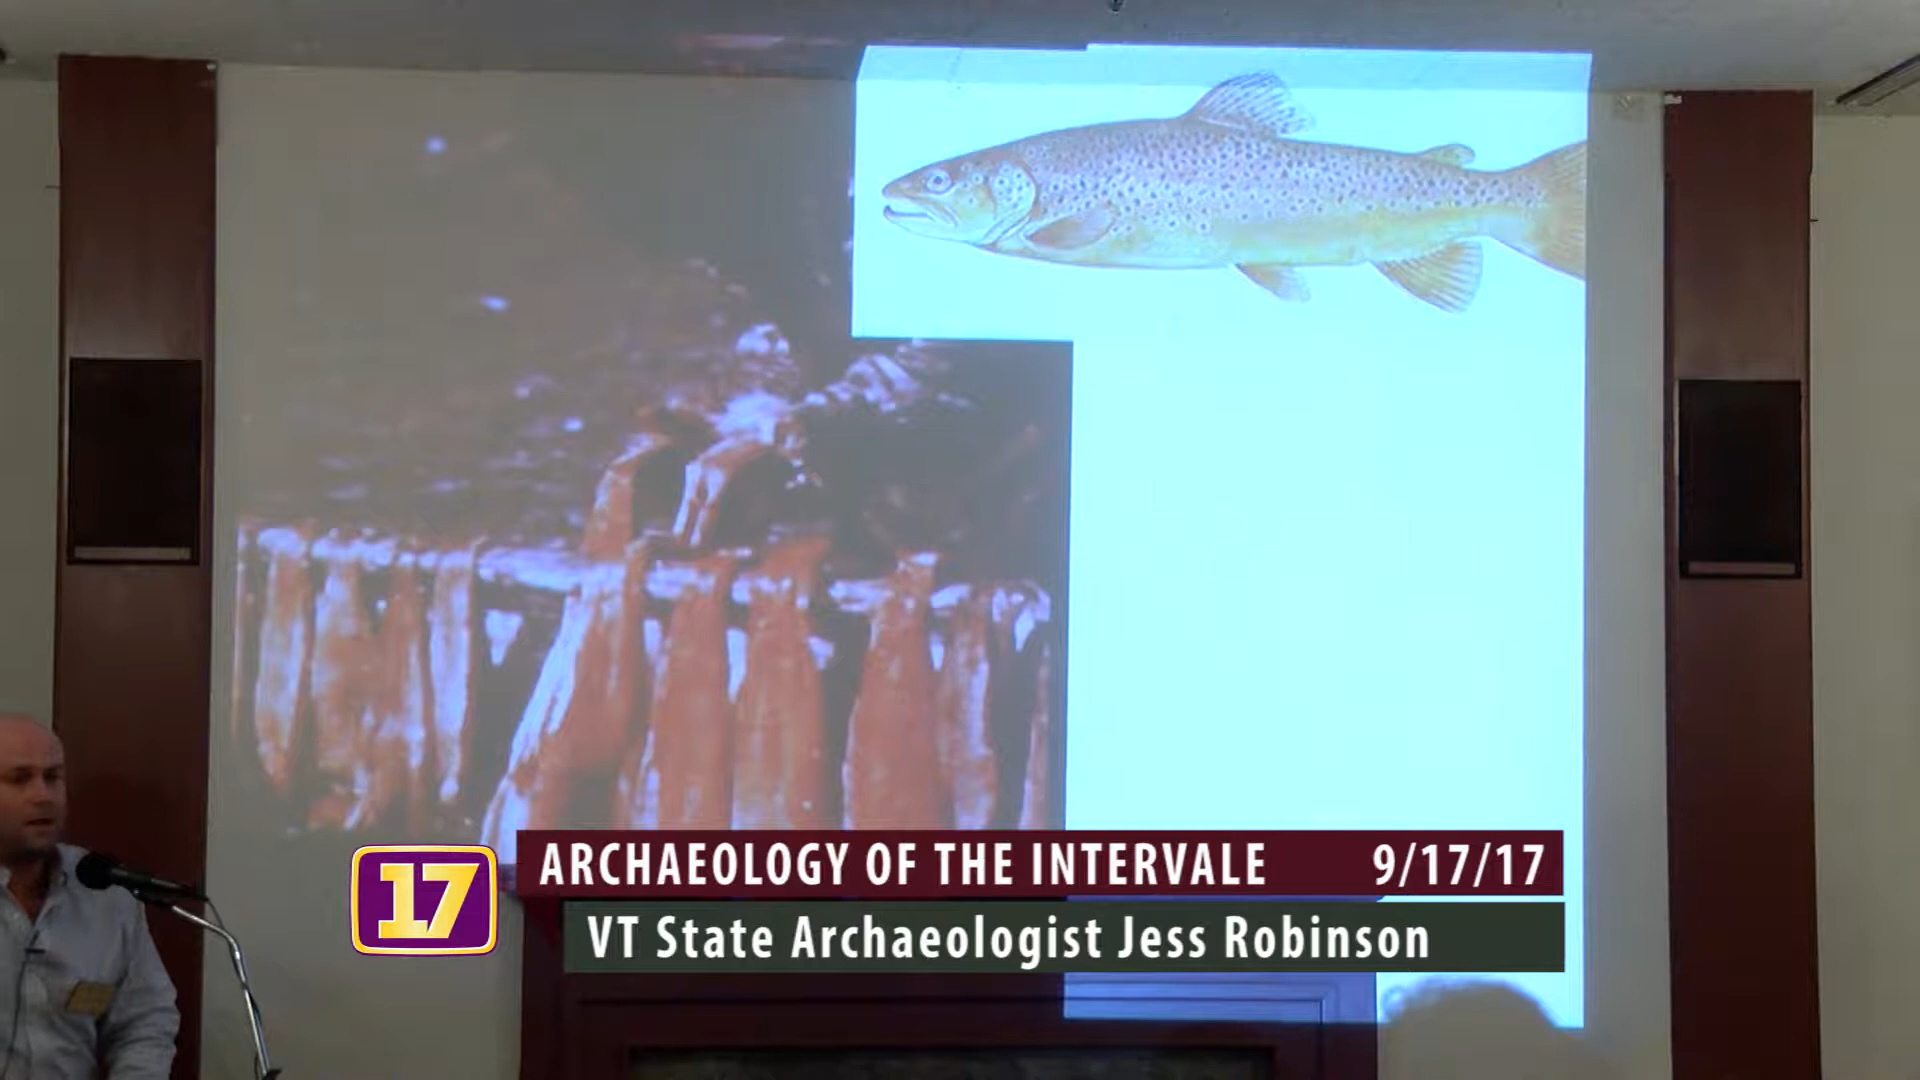 17
ARCHAEOLOGY OF THE INTERVALE 9/17/17
VT State Archaeologist Jess Robinson